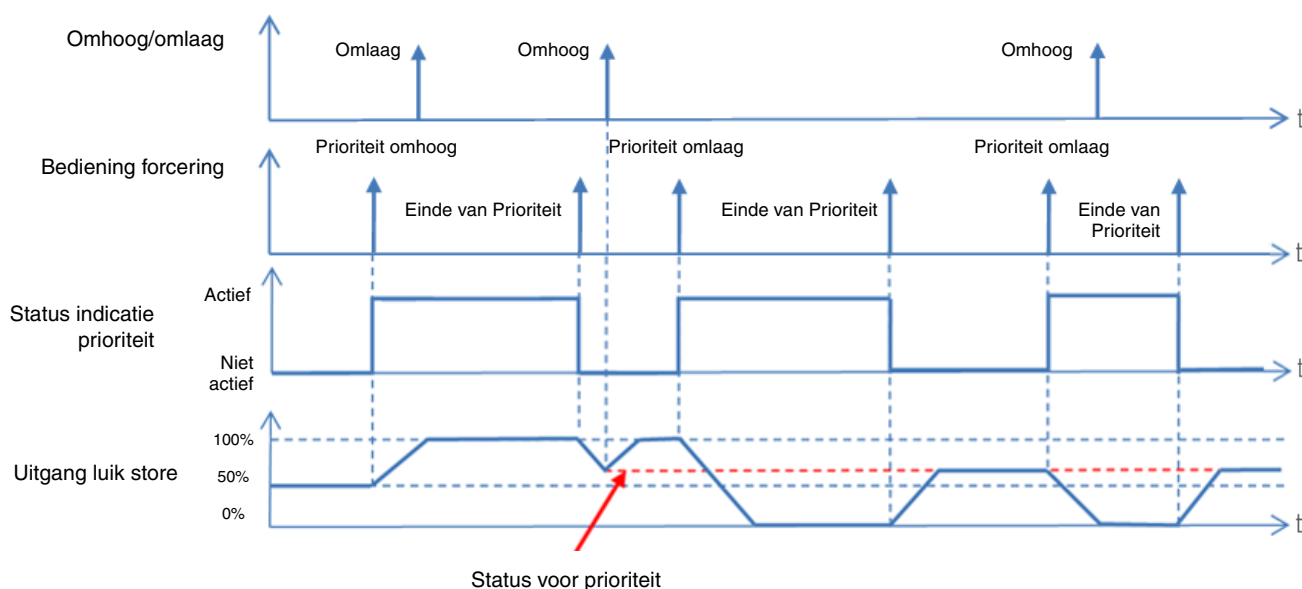 Omhoog/omlaag
Omlaag
Omhoog
Omhoog
t
Bediening forcering
Prioriteit omhoog
Prioriteit omlaag
Prioriteit omlaag
Einde van Prioriteit
Einde van Prioriteit
Einde van
Prioriteit
t
Status indicatie
prioriteit
Actief
Niet
actief
t
Uitgang luik store
100%
50%
0%
t
Status voor prioriteit